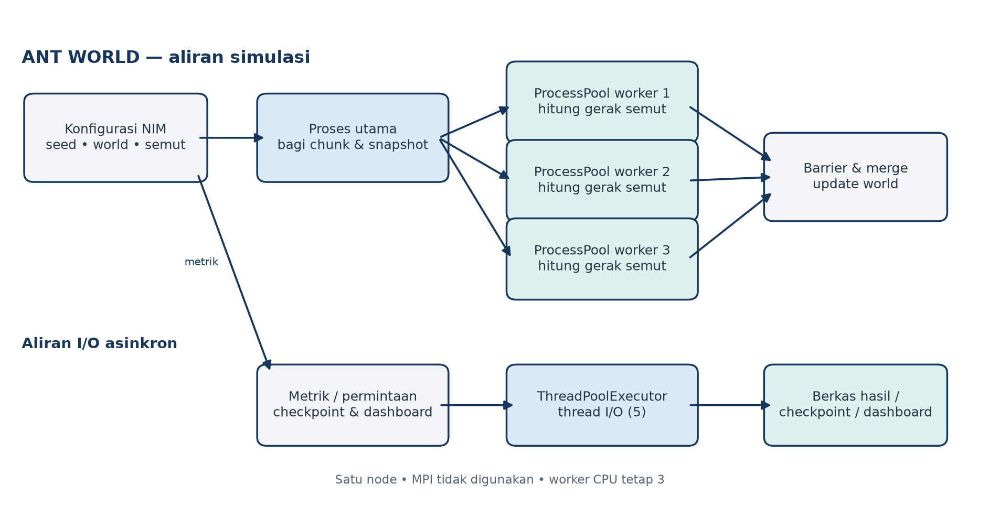 ANT WORLD — aliran simulasi
Konfigurasi NIM
seed • world • semut
Proses utama
bagi chunk & snapshot
ProcessPool worker 1
hitung gerak semut
ProcessPool worker 2
hitung gerak semut
ProcessPool worker 3
hitung gerak semut
Barrier & merge
update world
metrik
Aliran I/O asinkron
Metrik / permintaan
checkpoint & dashboard
ThreadPoolExecutor
thread I/O (5)
Berkas hasil /
checkpoint / dashboard
Satu node • MPI tidak digunakan • worker CPU tetap 3